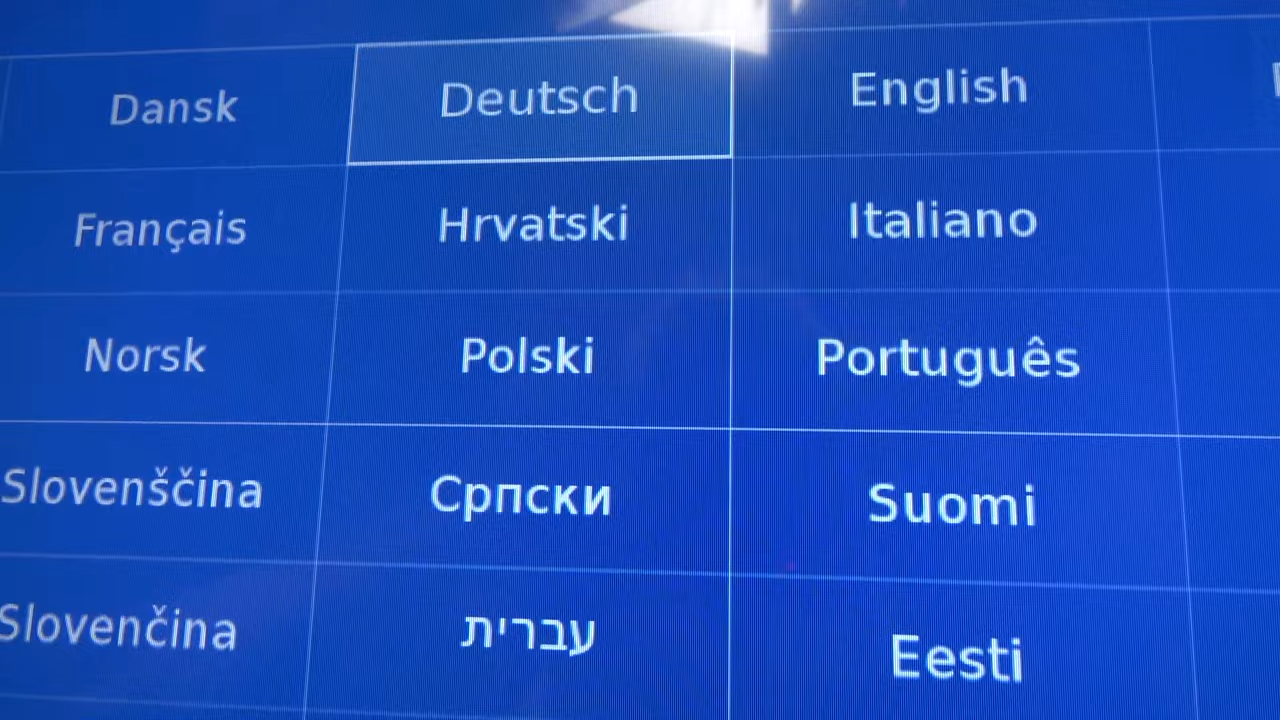 Dansk Deutsch English
Français Hrvatski Italiano
Norsk Polski Português
Slovenščina Српски Suomi
Slovenčina עברית Eesti